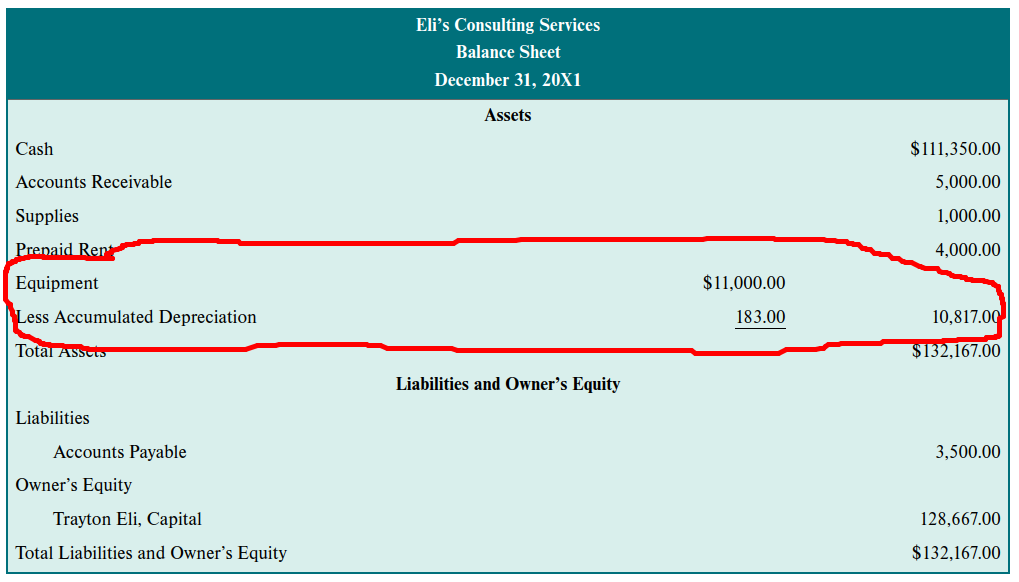 Eli’s Consulting Services
Balance Sheet
December 31, 20X1
Assets
Cash $111,350.00
Accounts Receivable 5,000.00
Supplies 1,000.00
Prepaid Rent 4,000.00
Equipment $11,000.00
Less Accumulated Depreciation 183.00 10,817.00
Total Assets $132,167.00
Liabilities and Owner’s Equity
Liabilities
Accounts Payable 3,500.00
Owner’s Equity
Trayton Eli, Capital 128,667.00
Total Liabilities and Owner’s Equity $132,167.00